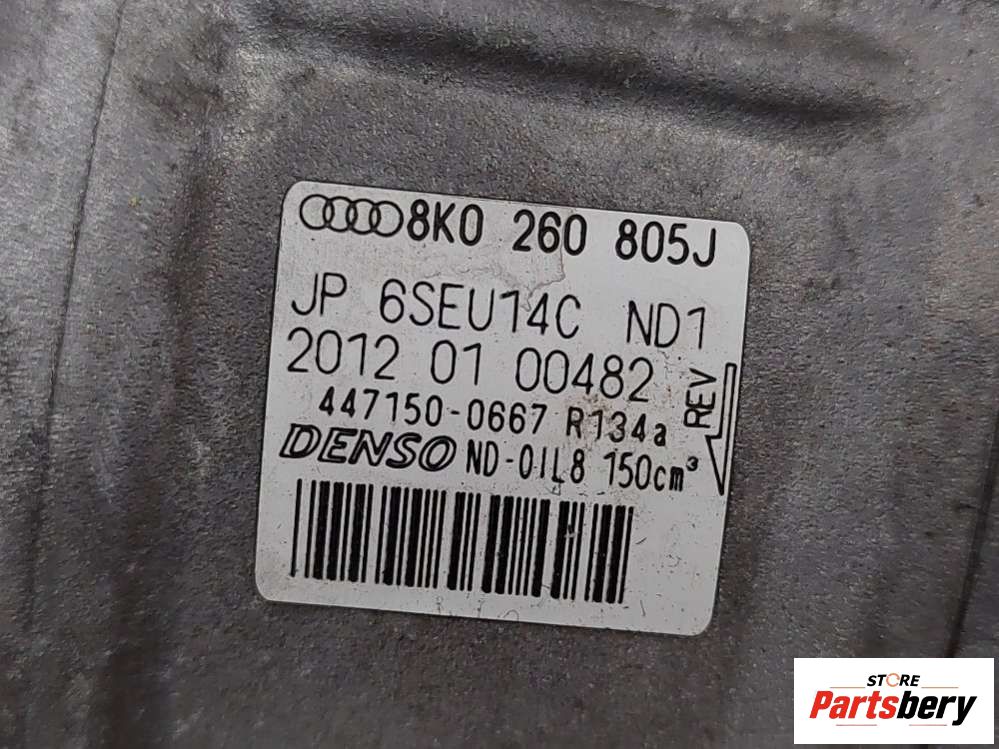 8K0 260 805J
JP 6SEU14C ND1
2012 01 00482
REV
447150-0667 R134a
DENSO ND-OIL8 150cm³
STORE
Partsbery